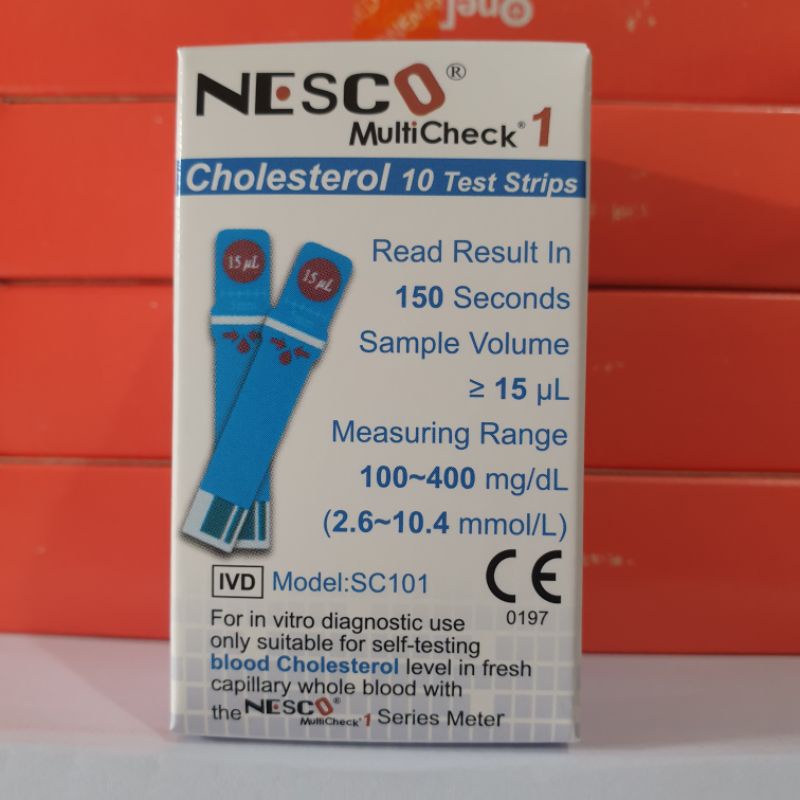 NESCO®
MultiCheck® 1
Cholesterol 10 Test Strips
15 µL
15 µL
Read Result In
150 Seconds
Sample Volume
≥ 15 µL
Measuring Range
100~400 mg/dL
(2.6~10.4 mmol/L)
IVD Model:SC101
CE
0197
For in vitro diagnostic use
only suitable for self-testing
blood Cholesterol level in fresh
capillary whole blood with
the NESCO® MultiCheck® 1 Series Meter